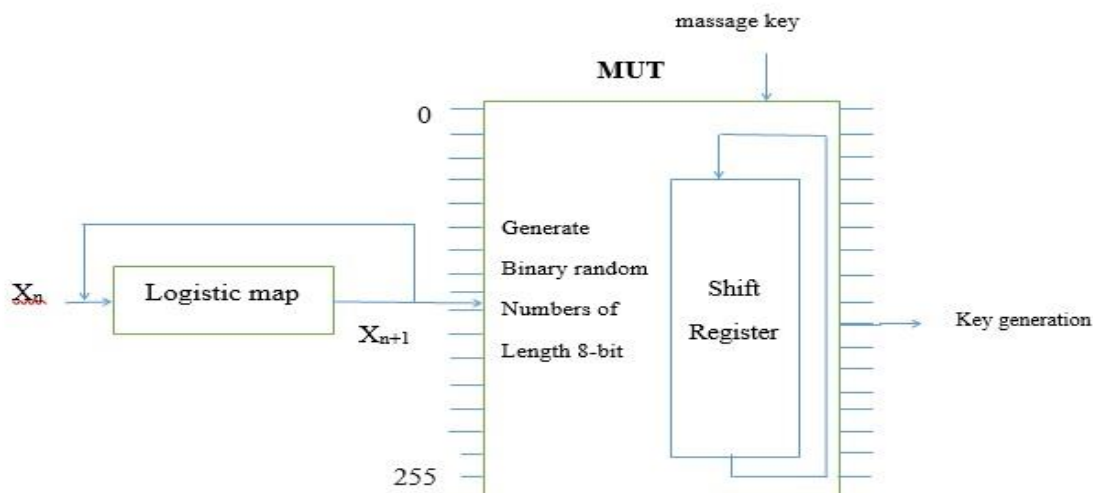 massage key
MUT
0
Generate
Binary random
Numbers of
Length 8-bit
Shift
Register
Xn
Logistic map
Xn+1
Key generation
255